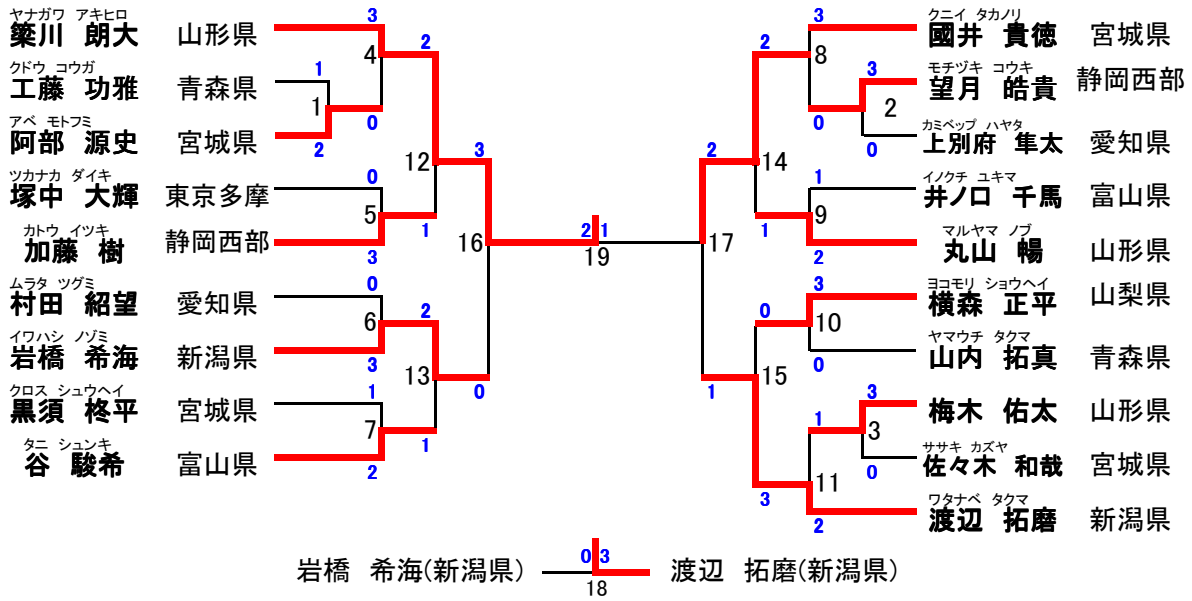 ヤナガワ アキヒロ
簗川 朗大 山形県
クドウ コウガ
工藤 功雅 青森県
アベ モトフミ
阿部 源史 宮城県
ツカナカ ダイキ
塚中 大輝 東京多摩
カトウ イツキ
加藤 樹 静岡西部
ムラタ ツグミ
村田 紹望 愛知県
イワハシ ノゾミ
岩橋 希海 新潟県
クロス シュウヘイ
黒須 柊平 宮城県
タニ シュンキ
谷 駿希 富山県
3
4
2
1
1
0
2
12
3
0
5
1
3
16
0
6
2
3
13
0
1
7
1
2
2 1
19
3
8
2
3
2
0
0
2
14
1
9
1
2
17
3
0
10
0
15
1
3
1
3
0
11
3
2
クニイ タカノリ
國井 貴徳 宮城県
モチヅキ コウキ
望月 皓貴 静岡西部
カミベップ ハヤタ
上別府 隼太 愛知県
イノクチ ユキマ
井ノ口 千馬 富山県
マルヤマ ノブ
丸山 暢 山形県
ヨコモリ ショウヘイ
横森 正平 山梨県
ヤマウチ タクマ
山内 拓真 青森県
梅木 佑太 山形県
ササキ カズヤ
佐々木 和哉 宮城県
ワタナベ タクマ
渡辺 拓磨 新潟県
岩橋 希海(新潟県) 0 3 渡辺 拓磨(新潟県)
18